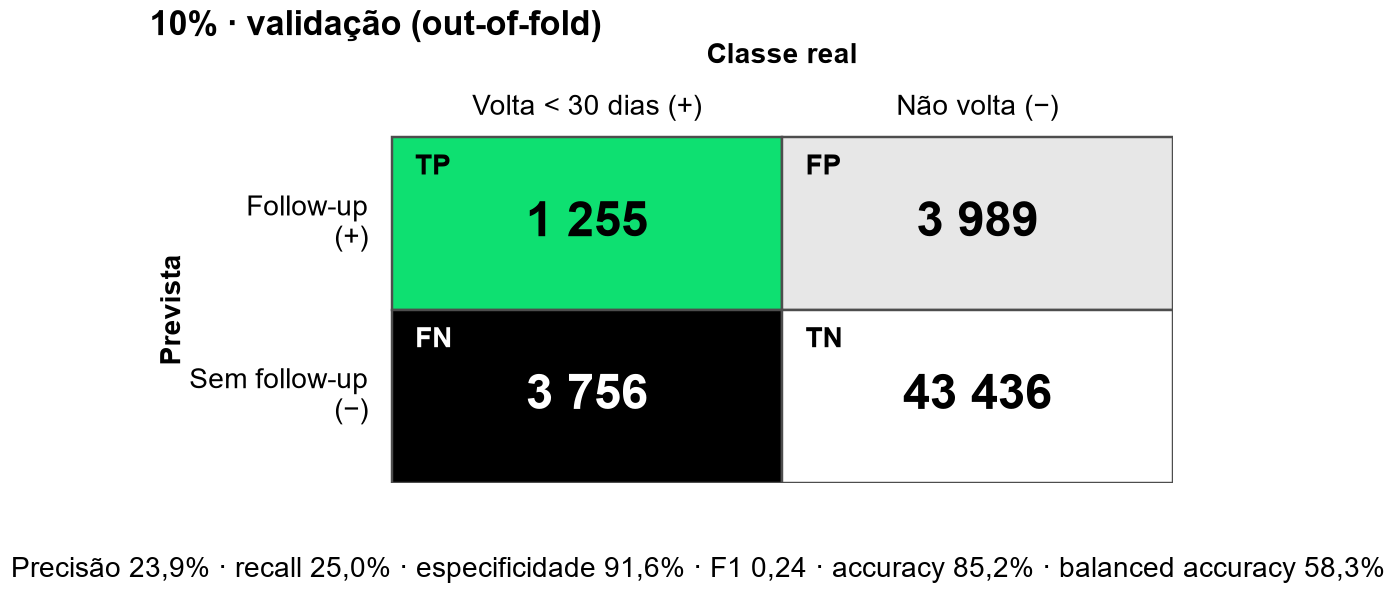 10% · validação (out-of-fold)
Classe real
Volta < 30 dias (+)
Não volta (−)
Prevista
Follow-up
(+)
TP
1 255
FP
3 989
Sem follow-up
(−)
FN
3 756
TN
43 436
Precisão 23,9% · recall 25,0% · especificidade 91,6% · F1 0,24 · accuracy 85,2% · balanced accuracy 58,3%